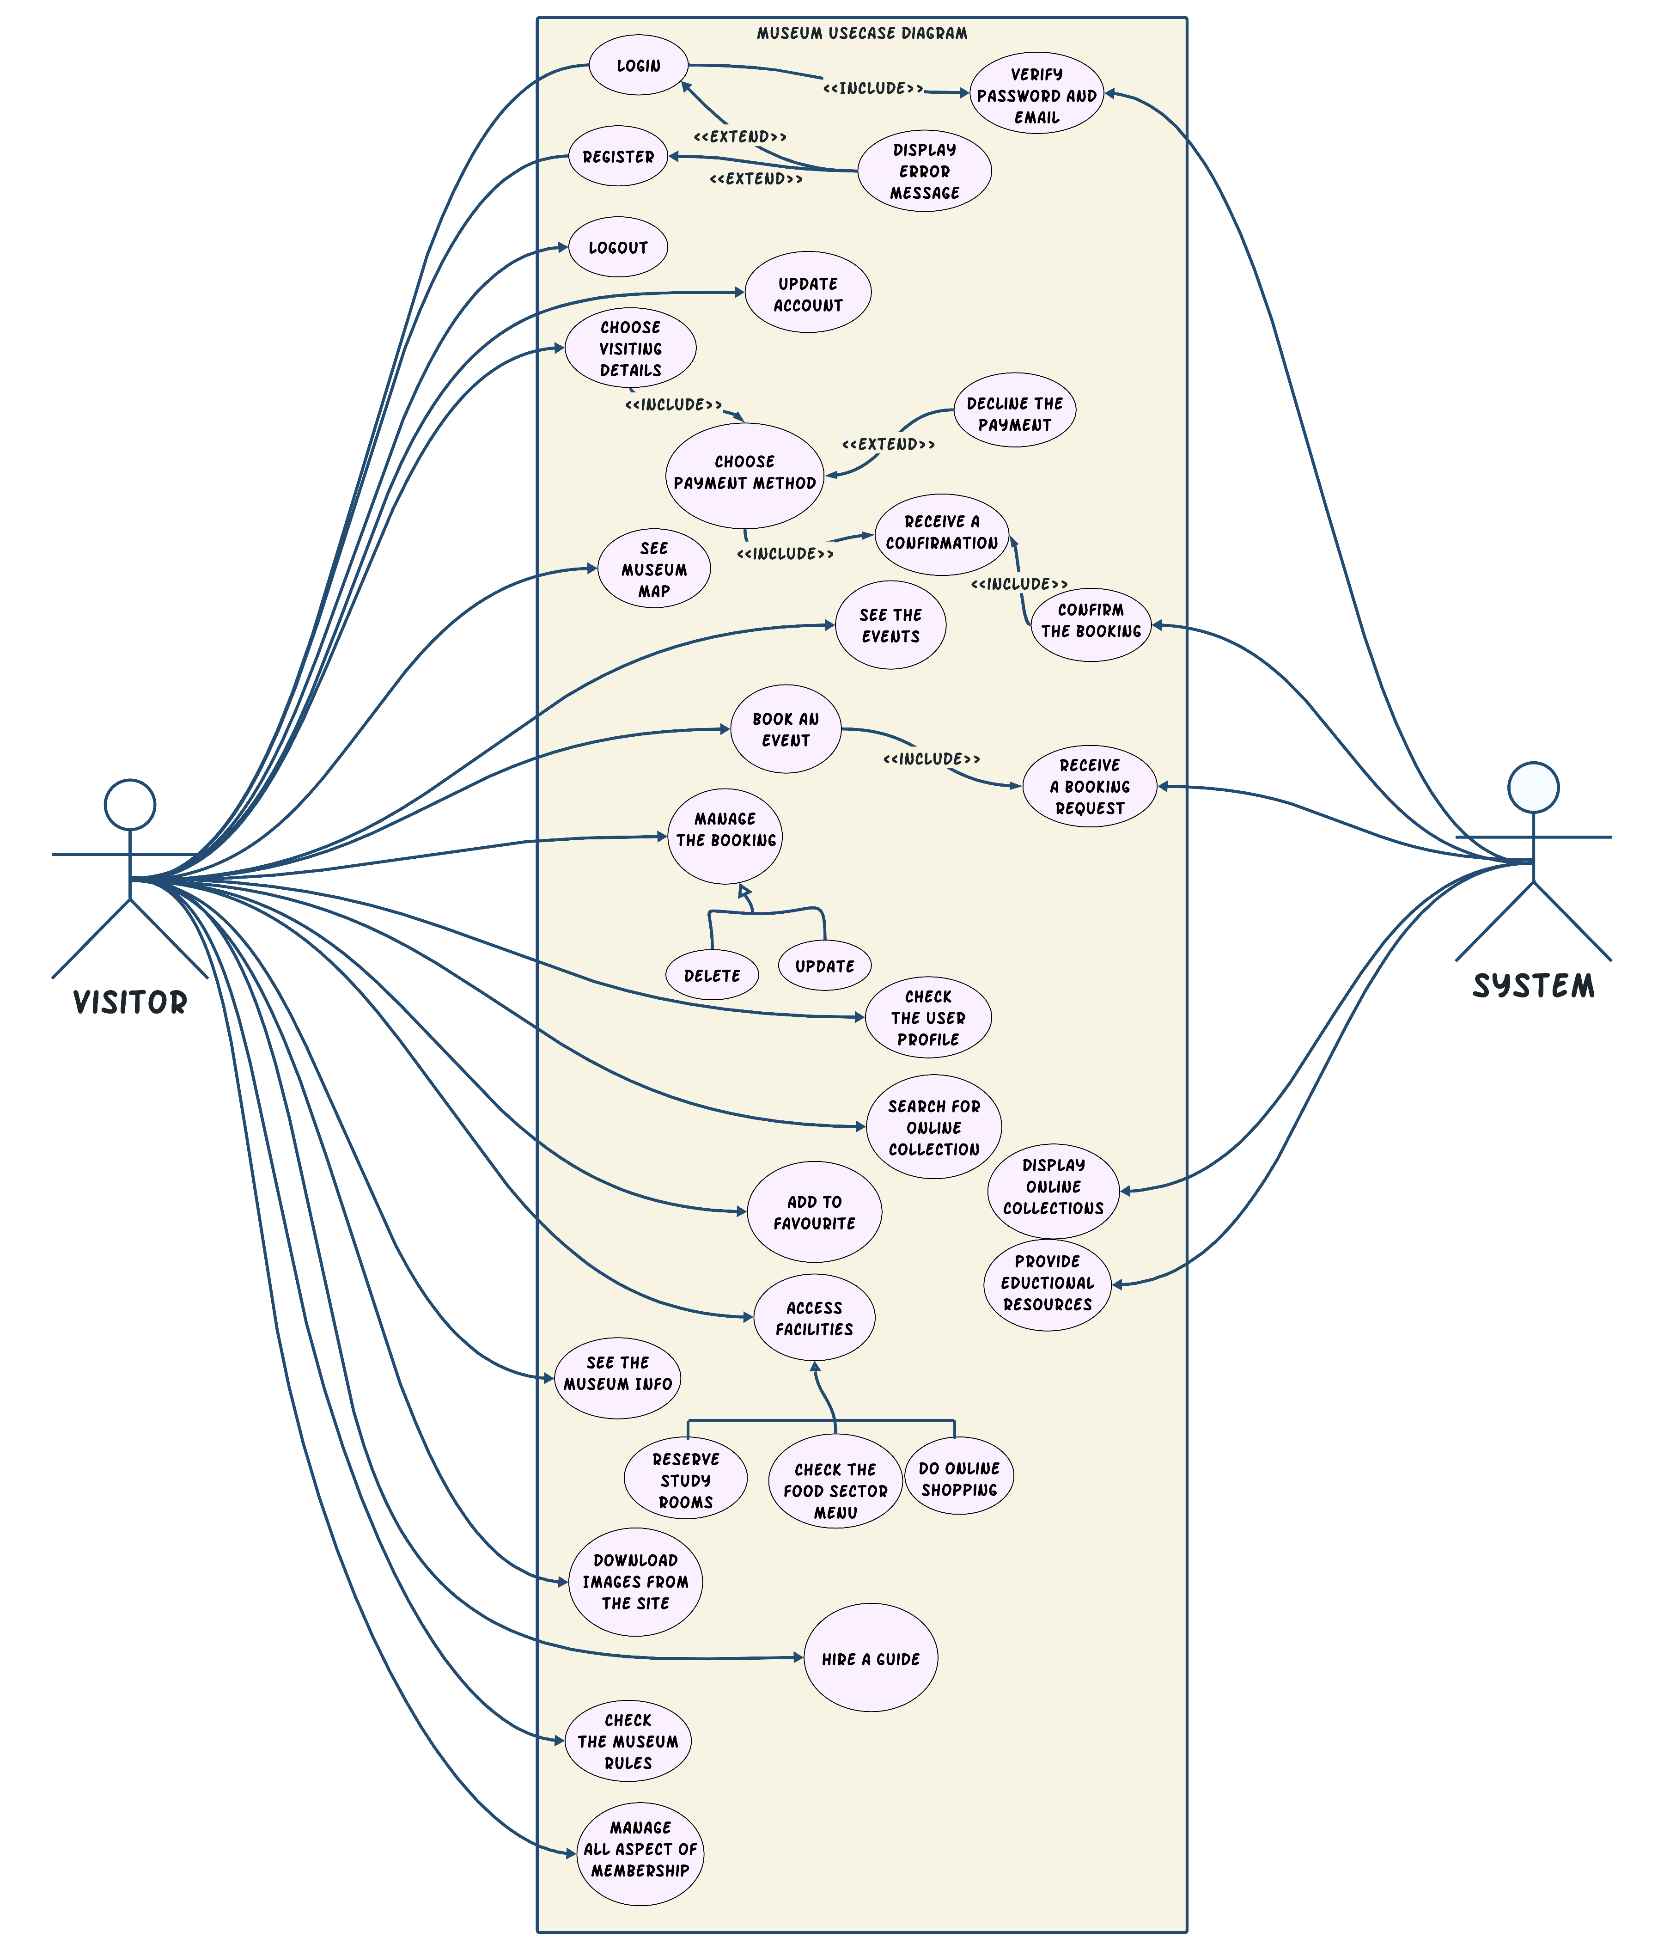 MUSEUM USECASE DIAGRAM
LOGIN
<<INCLUDE>>
VERIFY
PASSWORD AND
EMAIL
<<EXTEND>>
REGISTER
<<EXTEND>>
DISPLAY
ERROR
MESSAGE
LOGOUT
UPDATE
ACCOUNT
CHOOSE
VISITING
DETAILS
<<INCLUDE>>
DECLINE THE
PAYMENT
<<EXTEND>>
CHOOSE
PAYMENT METHOD
<<INCLUDE>>
RECEIVE A
CONFIRMATION
SEE
MUSEUM
MAP
<<INCLUDE>>
SEE THE
EVENTS
CONFIRM
THE BOOKING
BOOK AN
EVENT
<<INCLUDE>>
RECEIVE
A BOOKING
REQUEST
MANAGE
THE BOOKING
DELETE
UPDATE
VISITOR
SYSTEM
CHECK
THE USER
PROFILE
SEARCH FOR
ONLINE
COLLECTION
DISPLAY
ONLINE
COLLECTIONS
ADD TO
FAVOURITE
PROVIDE
EDUCTIONAL
RESOURCES
ACCESS
FACILITIES
SEE THE
MUSEUM INFO
RESERVE
STUDY
ROOMS
CHECK THE
FOOD SECTOR
MENU
DO ONLINE
SHOPPING
DOWNLOAD
IMAGES FROM
THE SITE
HIRE A GUIDE
CHECK
THE MUSEUM
RULES
MANAGE
ALL ASPECT OF
MEMBERSHIP